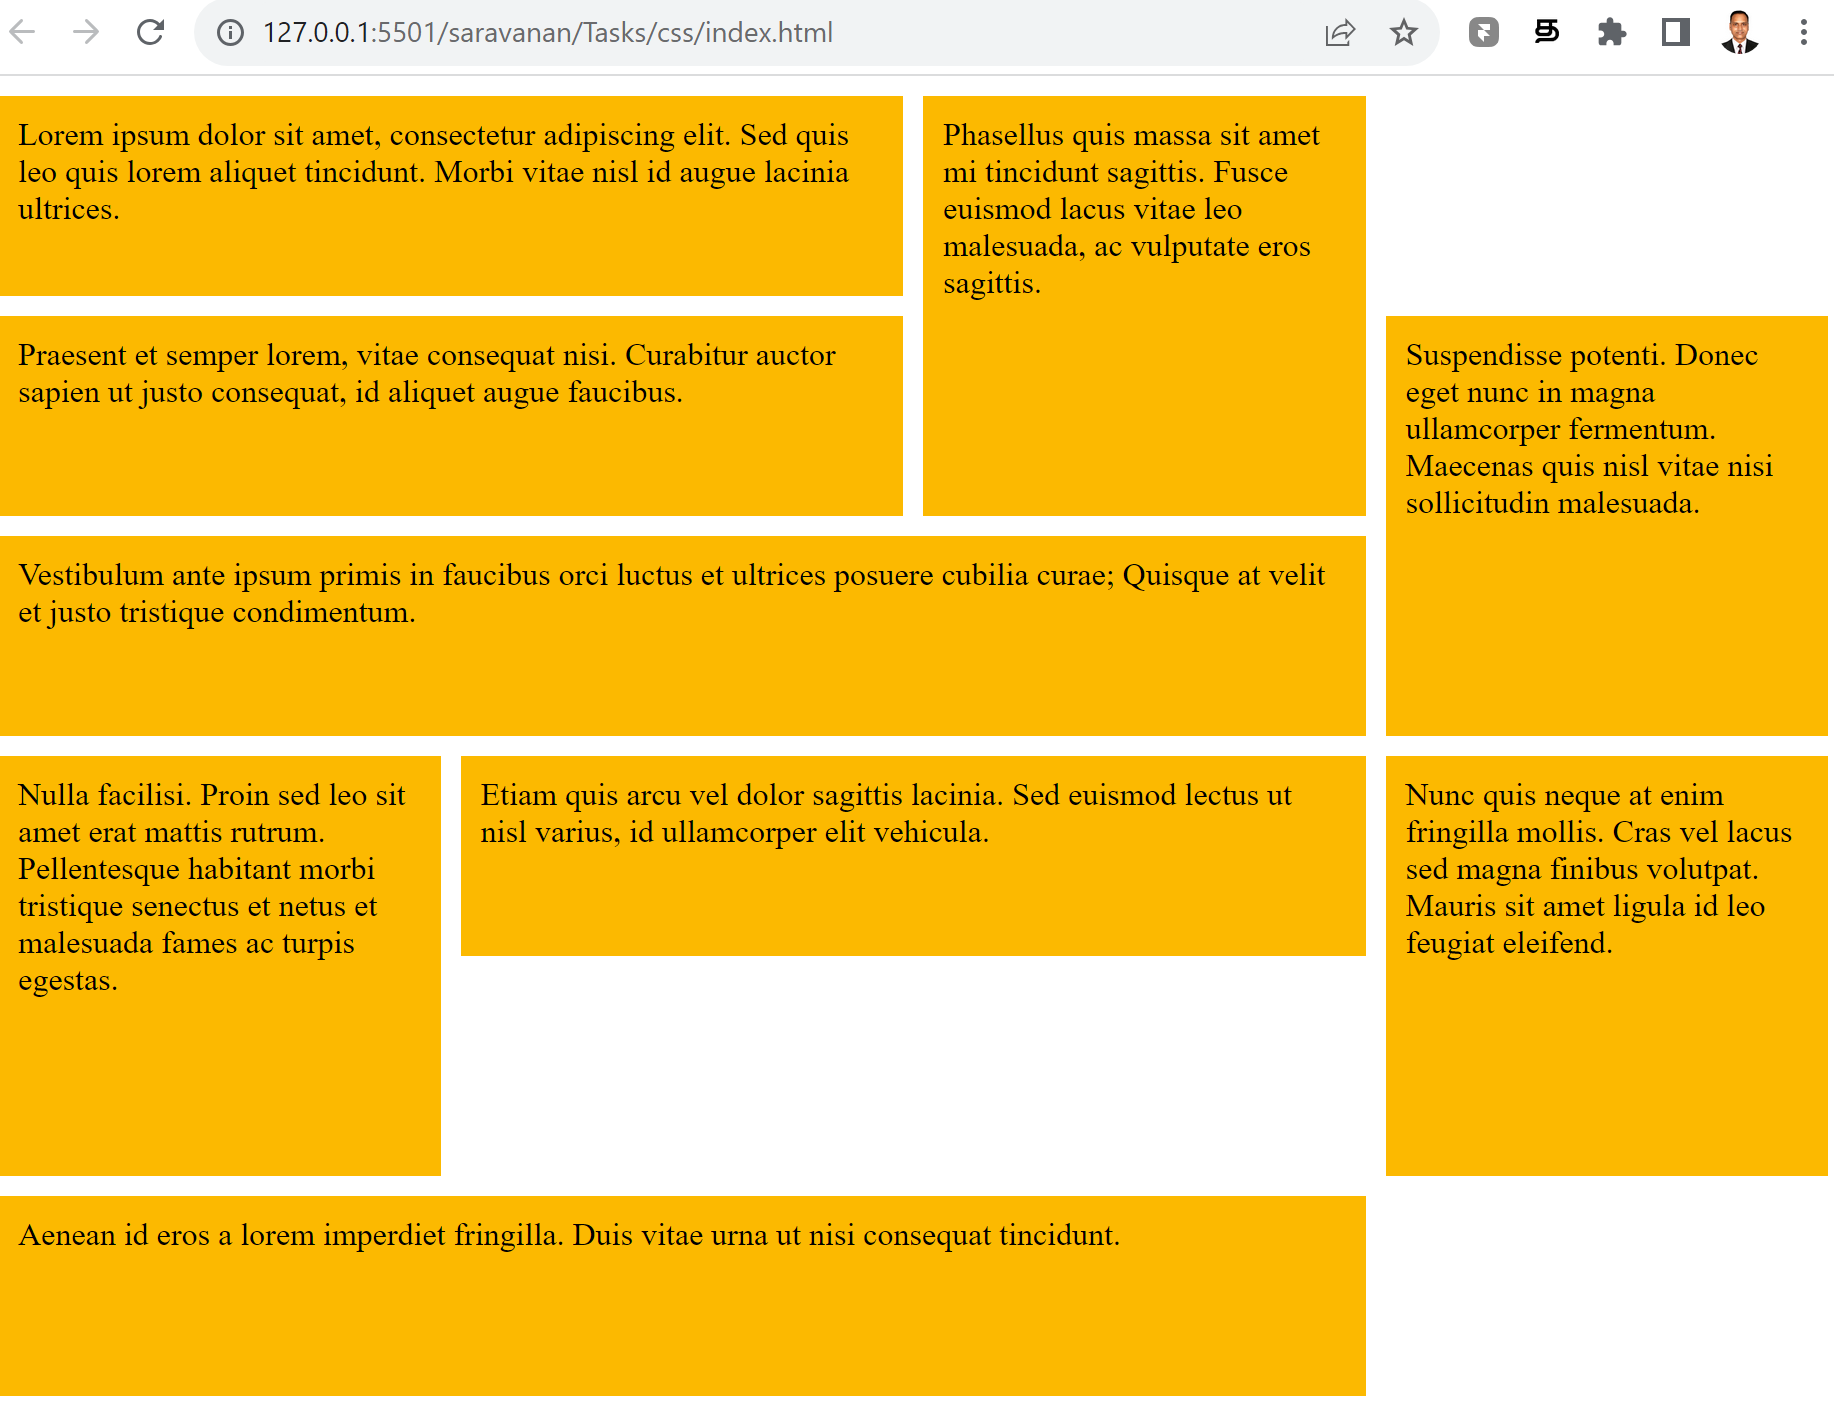 127.0.0.1:5501/saravanan/Tasks/css/index.html
Lorem ipsum dolor sit amet, consectetur adipiscing elit. Sed quis
leo quis lorem aliquet tincidunt. Morbi vitae nisl id augue lacinia
ultrices.
Phasellus quis massa sit amet
mi tincidunt sagittis. Fusce
euismod lacus vitae leo
malesuada, ac vulputate eros
sagittis.
Praesent et semper lorem, vitae consequat nisi. Curabitur auctor
sapien ut justo consequat, id aliquet augue faucibus.
Suspendisse potenti. Donec
eget nunc in magna
ullamcorper fermentum.
Maecenas quis nisl vitae nisi
sollicitudin malesuada.
Vestibulum ante ipsum primis in faucibus orci luctus et ultrices posuere cubilia curae; Quisque at velit
et justo tristique condimentum.
Nulla facilisi. Proin sed leo sit
amet erat mattis rutrum.
Pellentesque habitant morbi
tristique senectus et netus et
malesuada fames ac turpis
egestas.
Etiam quis arcu vel dolor sagittis lacinia. Sed euismod lectus ut
nisl varius, id ullamcorper elit vehicula.
Nunc quis neque at enim
fringilla mollis. Cras vel lacus
sed magna finibus volutpat.
Mauris sit amet ligula id leo
feugiat eleifend.
Aenean id eros a lorem imperdiet fringilla. Duis vitae urna ut nisi consequat tincidunt.